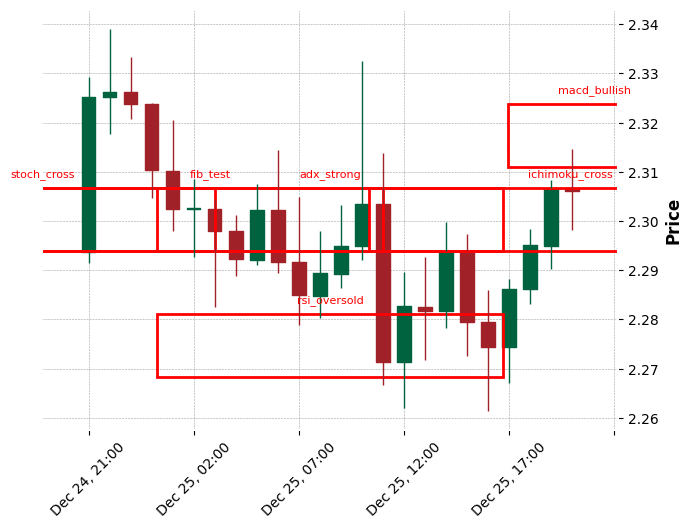 2.34
2.33
macd_bullish
2.32
2.31
stoch_cross
fib_test
adx_strong
ichimoku_cross
2.30
2.29
rsi_oversold
2.28
2.27
2.26
Price
Dec 24, 21:00
Dec 25, 02:00
Dec 25, 07:00
Dec 25, 12:00
Dec 25, 17:00